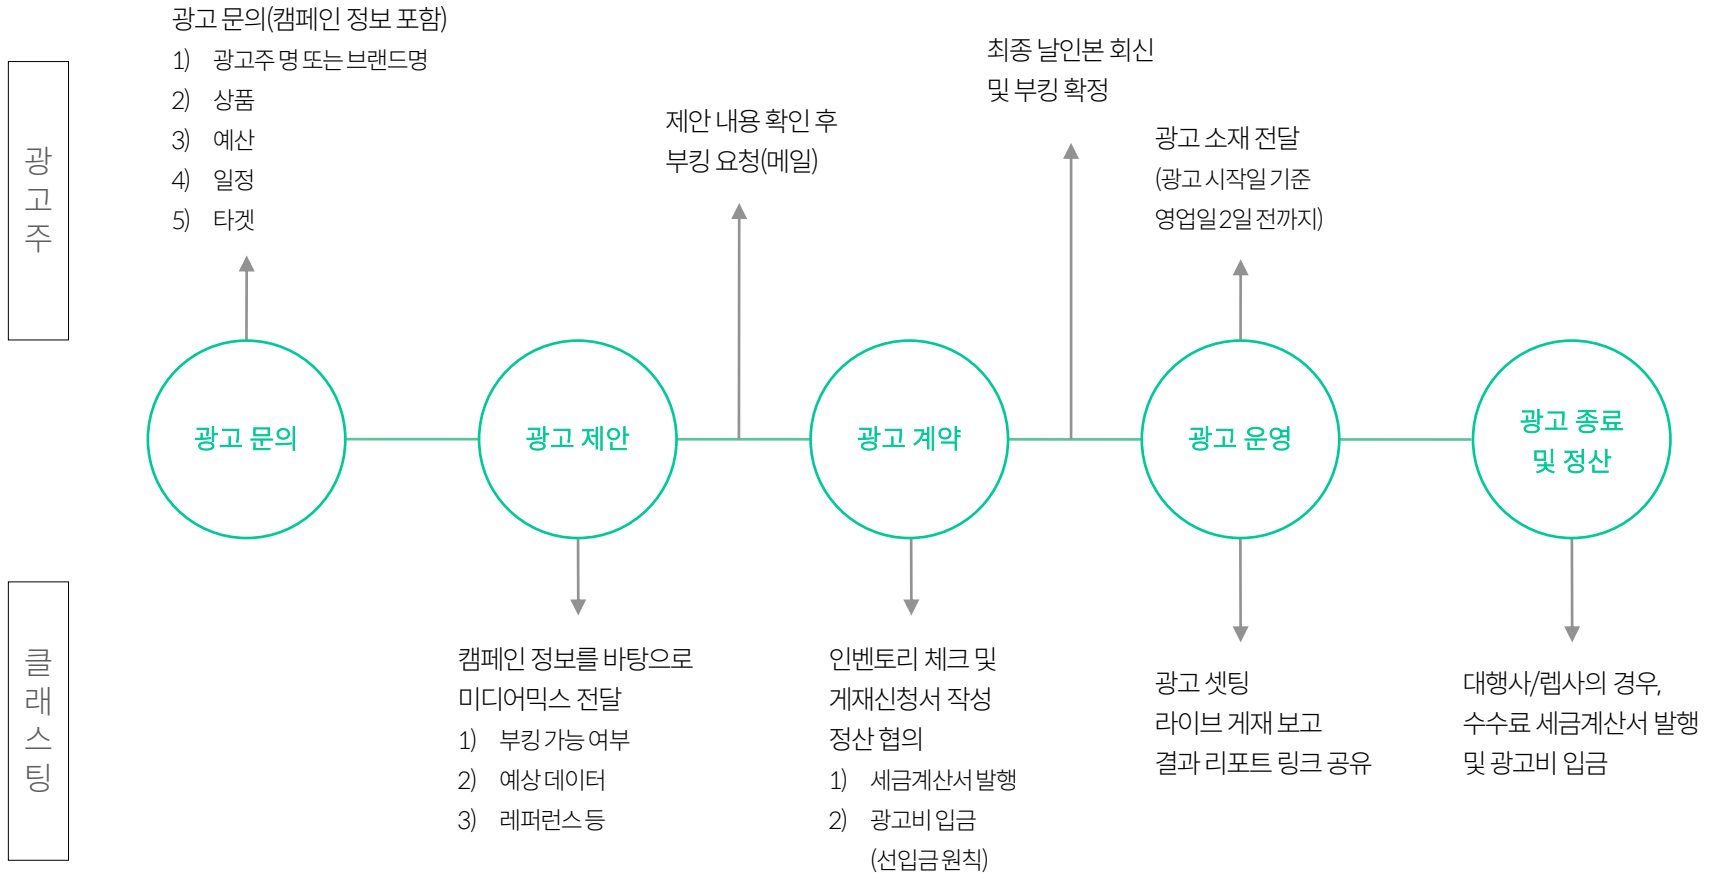 광고주
광고 문의(캠페인 정보 포함)
1) 광고주 명 또는 브랜드명
2) 상품
3) 예산
4) 일정
5) 타겟
제안 내용 확인 후
부킹 요청(메일)
최종 날인본 회신
및 부킹 확정
광고 소재 전달
(광고 시작일 기준
영업일 2일 전까지)
광고 문의
광고 제안
광고 계약
광고 운영
광고 종료
및 정산
클래스팅
캠페인 정보를 바탕으로
미디어믹스 전달
1) 부킹 가능 여부
2) 예상 데이터
3) 레퍼런스 등
인벤토리 체크 및
게재신청서 작성
정산 협의
1) 세금계산서 발행
2) 광고비 입금
(선입금 원칙)
광고 셋팅
라이브 게재 보고
결과 리포트 링크 공유
대행사/렙사의 경우,
수수료 세금계산서 발행
및 광고비 입금